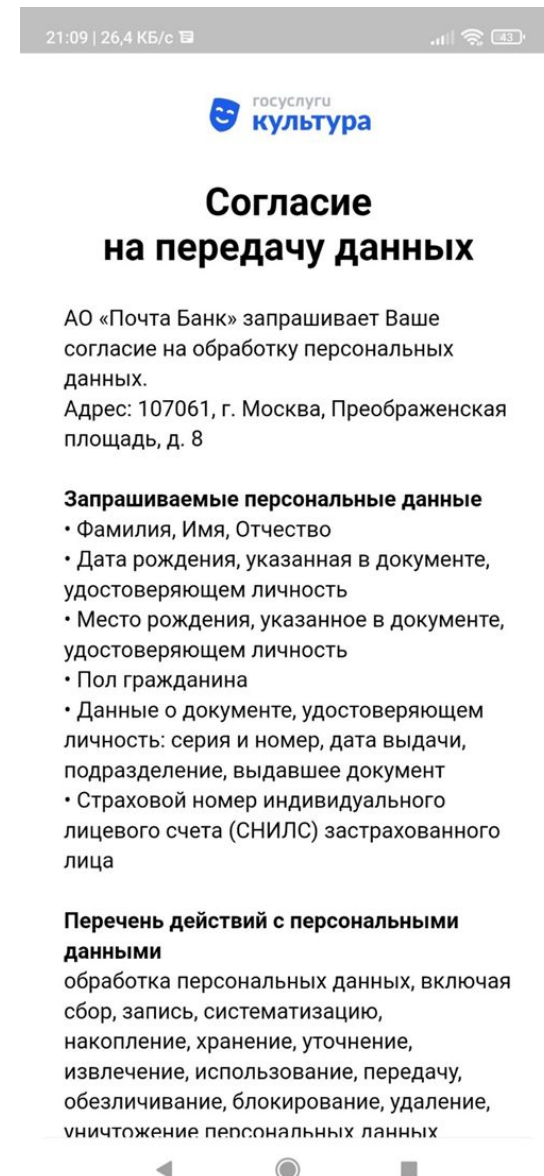 21:09 | 26,4 КБ/с
43
госуслуги
культура
Согласие
на передачу данных
АО «Почта Банк» запрашивает Ваше
согласие на обработку персональных
данных.
Адрес: 107061, г. Москва, Преображенская
площадь, д. 8
Запрашиваемые персональные данные
• Фамилия, Имя, Отчество
• Дата рождения, указанная в документе,
удостоверяющем личность
• Место рождения, указанное в документе,
удостоверяющем личность
• Пол гражданина
• Данные о документе, удостоверяющем
личность: серия и номер, дата выдачи,
подразделение, выдавшее документ
• Страховой номер индивидуального
лицевого счета (СНИЛС) застрахованного
лица
Перечень действий с персональными
данными
обработка персональных данных, включая
сбор, запись, систематизацию,
накопление, хранение, уточнение,
извлечение, использование, передачу,
обезличивание, блокирование, удаление,
уничтожение персональных данных